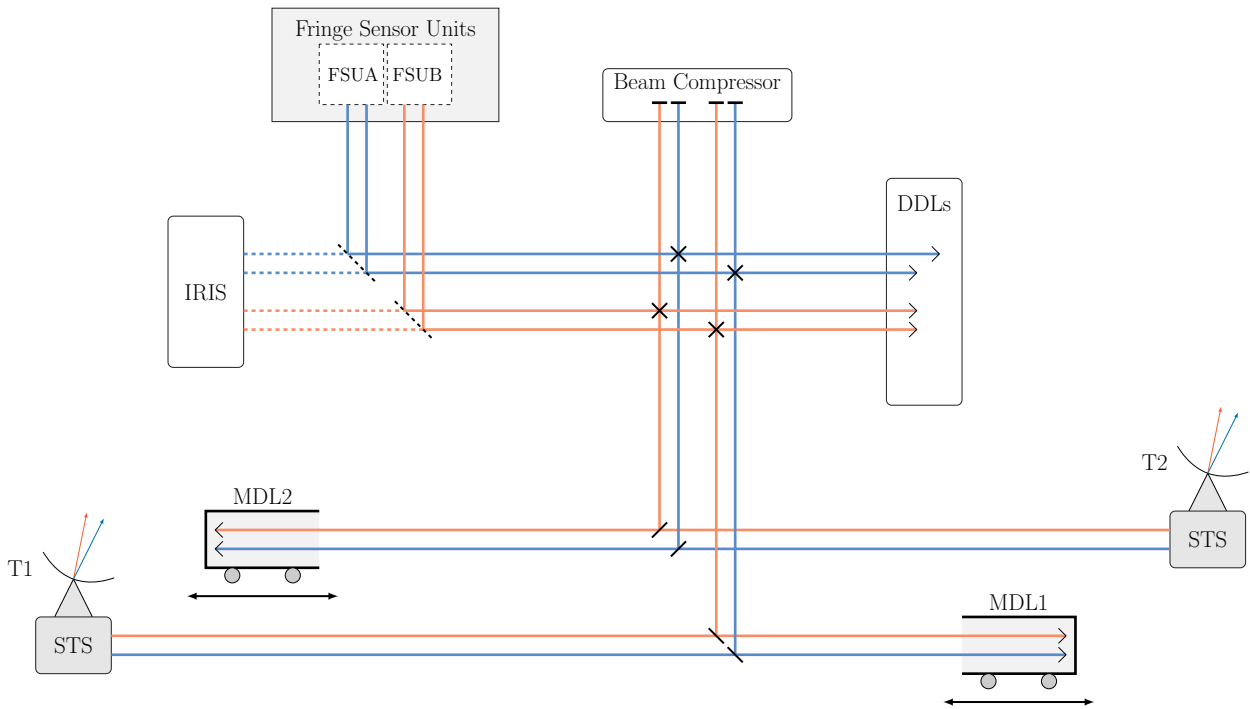 Fringe Sensor Units
FSUA
FSUB
Beam Compressor
DDLs
IRIS
T2
MDL2
STS
T1
MDL1
STS